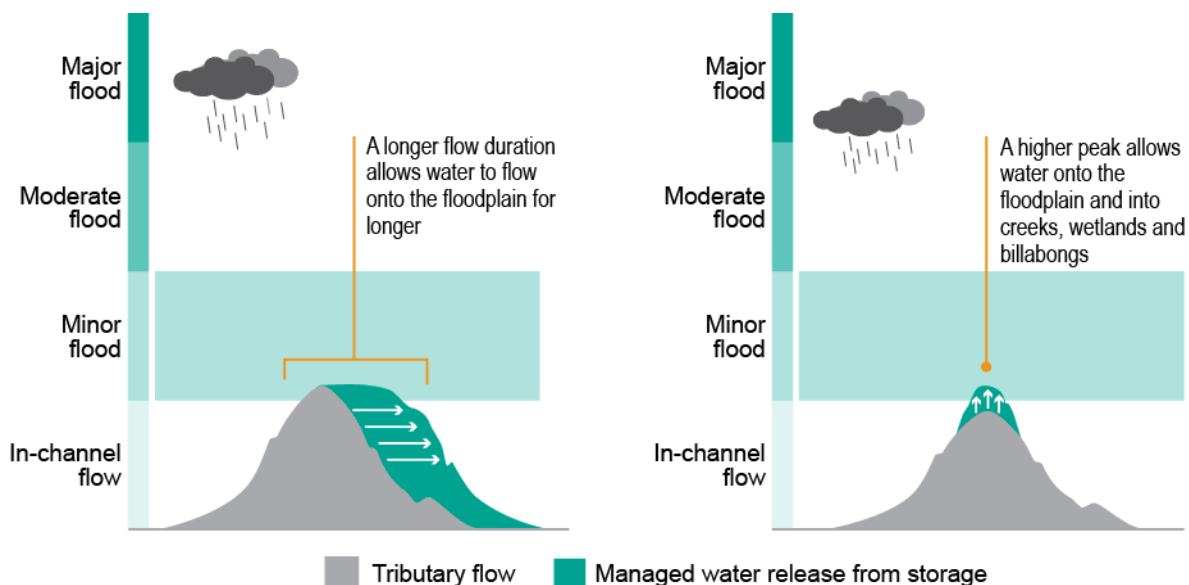 Major
flood
Moderate
flood
Minor
flood
In-channel
flow
A longer flow duration
allows water to flow
onto the floodplain for
longer
Major
flood
Moderate
flood
Minor
flood
In-channel
flow
A higher peak allows
water onto the
floodplain and into
creeks, wetlands and
billabongs
Tributary flow
Managed water release from storage